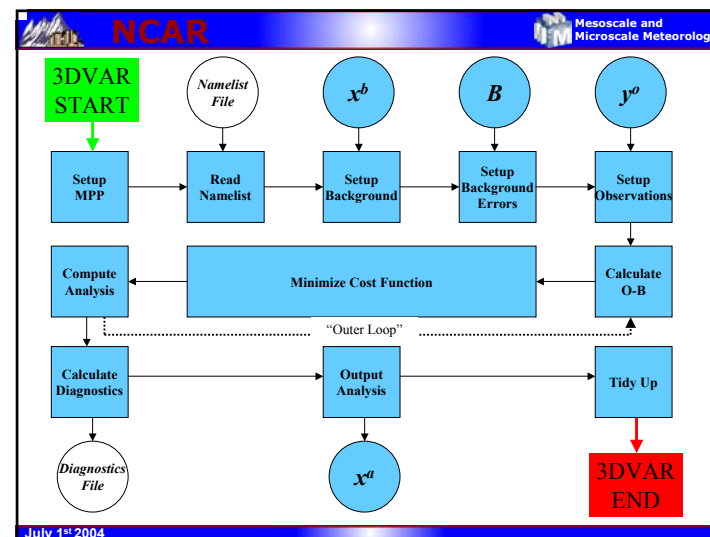 NCAR
Mesoscale and
Microscale Meteorolog
3DVAR
START
Namelist
File
x^b
B
y^o
Setup
MPP
Read
Namelist
Setup
Background
Setup
Background
Errors
Setup
Observations
Compute
Analysis
Minimize Cost Function
Calculate
O-B
“Outer Loop”
Calculate
Diagnostics
Output
Analysis
Tidy Up
Diagnostics
File
x^a
3DVAR
END
July 1st 2004